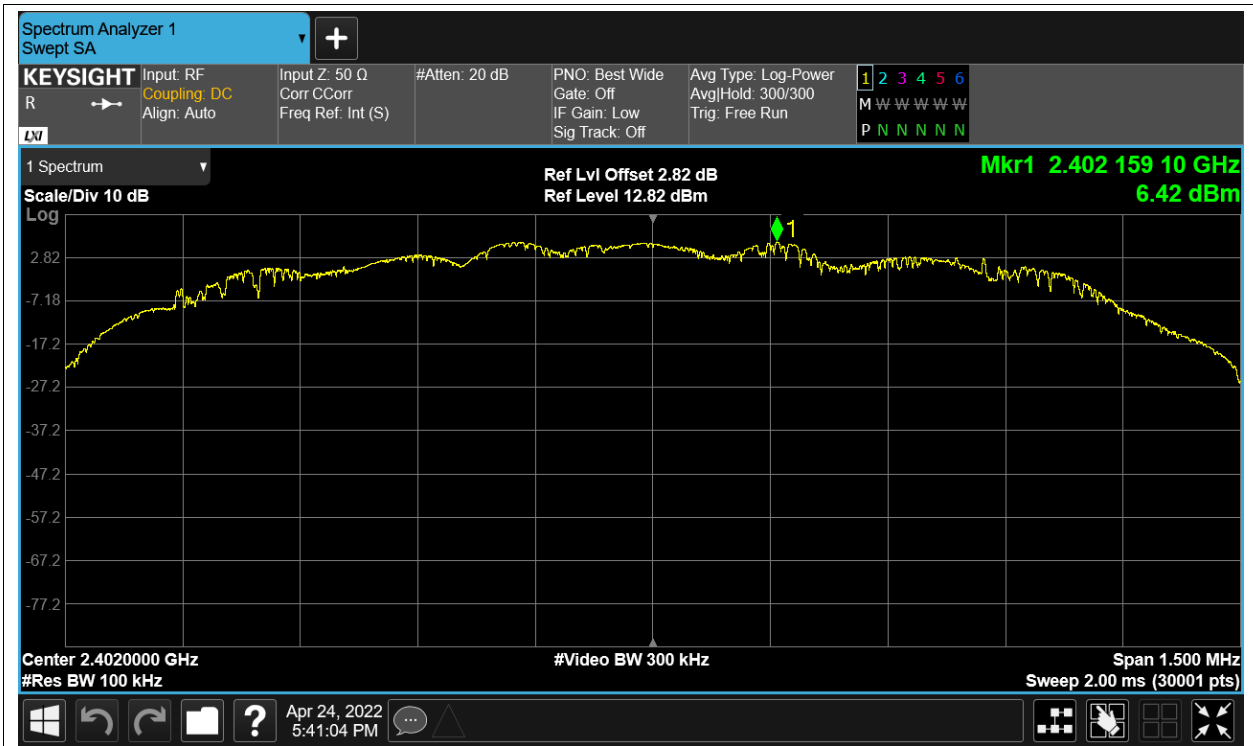 Spectrum Analyzer 1
Swept SA
+
KEYSIGHT
R
LXI
Input: RF
Coupling: DC
Align: Auto
Input Z: 50 Ω
Corr CCorr
Freq Ref: Int (S)
#Atten: 20 dB
PNO: Best Wide
Gate: Off
IF Gain: Low
Sig Track: Off
Avg Type: Log-Power
Avg|Hold: 300/300
Trig: Free Run
1 2 3 4 5 6
M W W W W W
P N N N N N
1 Spectrum
Scale/Div 10 dB
Ref Lvl Offset 2.82 dB
Ref Level 12.82 dBm
Mkr1 2.402 159 10 GHz
6.42 dBm
Log
1
2.82
-7.18
-17.2
-27.2
-37.2
-47.2
-57.2
-67.2
-77.2
Center 2.4020000 GHz
#Video BW 300 kHz
Span 1.500 MHz
#Res BW 100 kHz
Sweep 2.00 ms (30001 pts)
?
Apr 24, 2022
5:41:04 PM